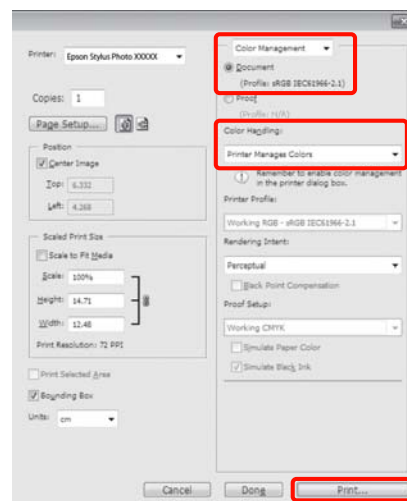 Printer: Epson Stylus Photo XXXXX
Copies: 1
Page Setup...
Position
Center Image
Top: 6.332
Left: 4.268
Scaled Print Size
Scale to Fit Media
Scale: 100%
Height: 14.71
Width: 12.48
Print Resolution: 72 PPI
Print Selected Area
Bounding Box
Units: cm
Color Management
Document
(Profile: sRGB IEC61966-2.1)
Proof
(Profile: N/A)
Color Handling:
Printer Manages Colors
Remember to enable color management
in the printer dialog box.
Printer Profile:
Working RGB - sRGB IEC61966-2.1
Rendering Intent:
Perceptual
Black Point Compensation
Proof Setup:
Working CMYK
Simulate Paper Color
Simulate Black Ink
Cancel
Done
Print...